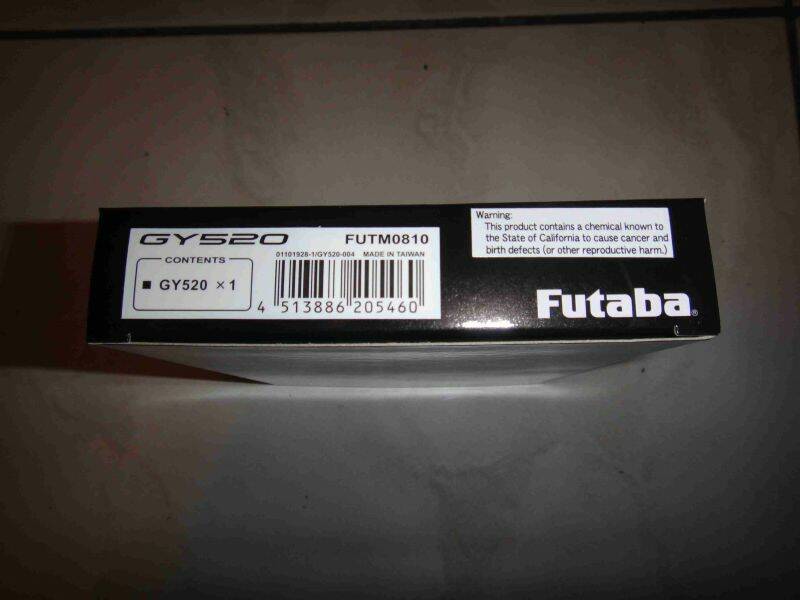 GY520 FUTM0810
CONTENTS
■ GY520 ×1
01101928-1/GY520-004 MADE IN TAIWAN
4 513886 205460
Warning:
This product contains a chemical known to
the State of California to cause cancer and
birth defects (or other reproductive harm.)
Futaba®